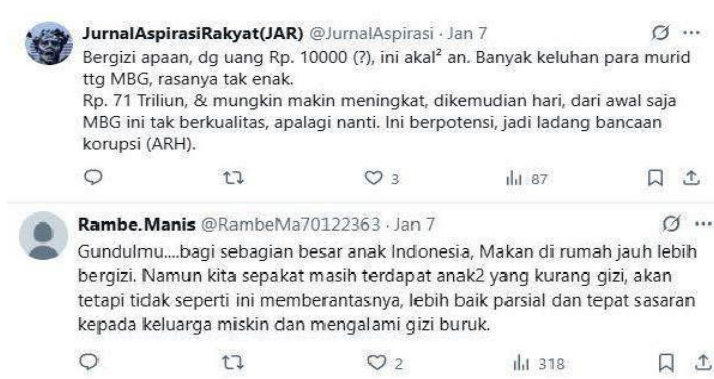 JurnalAspirasiRakyat(JAR) @JurnalAspirasi · Jan 7
Bergizi apaan, dg uang Rp. 10000 (?), ini akal² an. Banyak keluhan para murid
ttg MBG, rasanya tak enak.
Rp. 71 Triliun, & mungkin makin meningkat, dikemudian hari, dari awal saja
MBG ini tak berkualitas, apalagi nanti. Ini berpotensi, jadi ladang bancaan
korupsi (ARH).
3 87
Rambe.Manis @RambeMa70122363 · Jan 7
Gundulmu....bagi sebagian besar anak Indonesia, Makan di rumah jauh lebih
bergizi. Namun kita sepakat masih terdapat anak2 yang kurang gizi, akan
tetapi tidak seperti ini memberantasnya, lebih baik parsial dan tepat sasaran
kepada keluarga miskin dan mengalami gizi buruk.
2 318